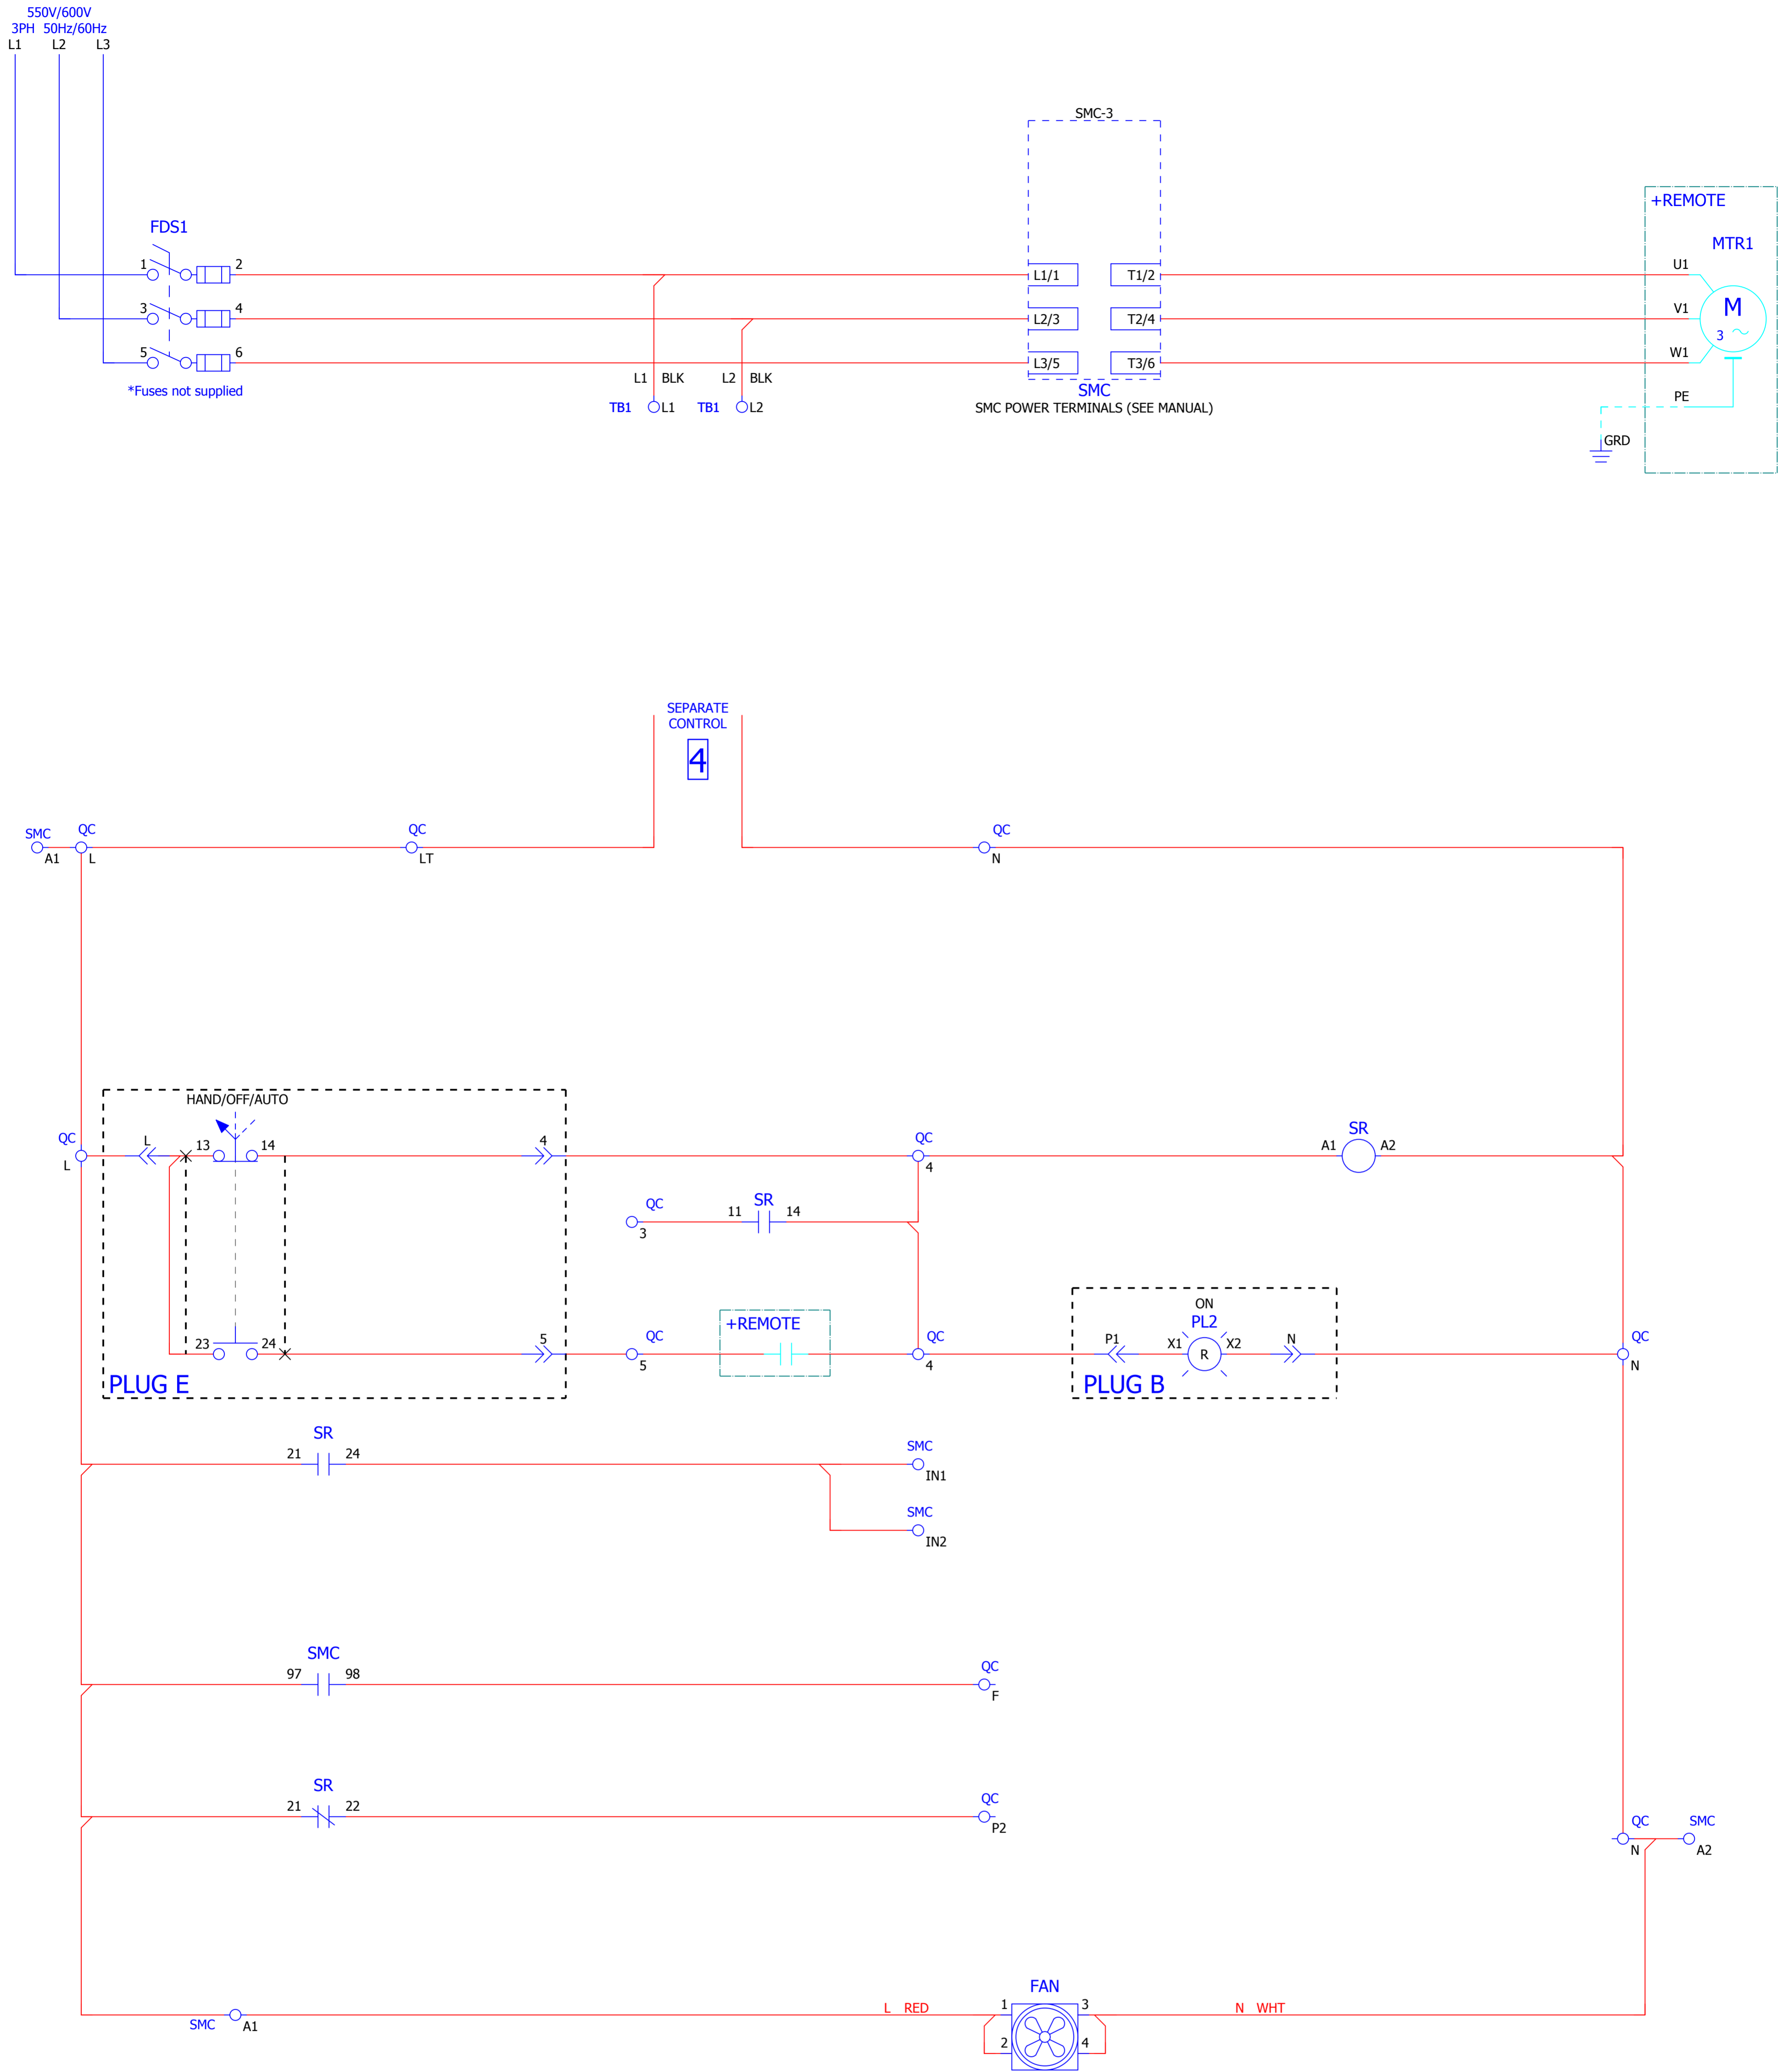 550V/600V
3PH 50Hz/60Hz
L1 L2 L3
SMC-3
+REMOTE
FDS1
MTR1
1 2
L1/1 T1/2
U1
3 4
L2/3 T2/4
V1
M
3
5 6
L3/5 T3/6
W1
*Fuses not supplied
L1 BLK L2 BLK
SMC
PE
TB1 L1 TB1 L2
SMC POWER TERMINALS (SEE MANUAL)
GRD
SEPARATE
CONTROL
4
SMC QC QC QC
A1 L LT N
HAND/OFF/AUTO
QC L 13 14 4 QC SR
A1 A2
L 4
QC SR
11 14
3
+REMOTE
ON
PL2
23 24 5 QC QC P1 X1 R X2 N QC
5 4 N
PLUG E
PLUG B
SR
21 24
SMC
IN1
SMC
IN2
SMC
97 98
QC
F
SR
21 22
QC
P2
QC SMC
N A2
FAN
L RED 1 3 N WHT
SMC A1
2 4